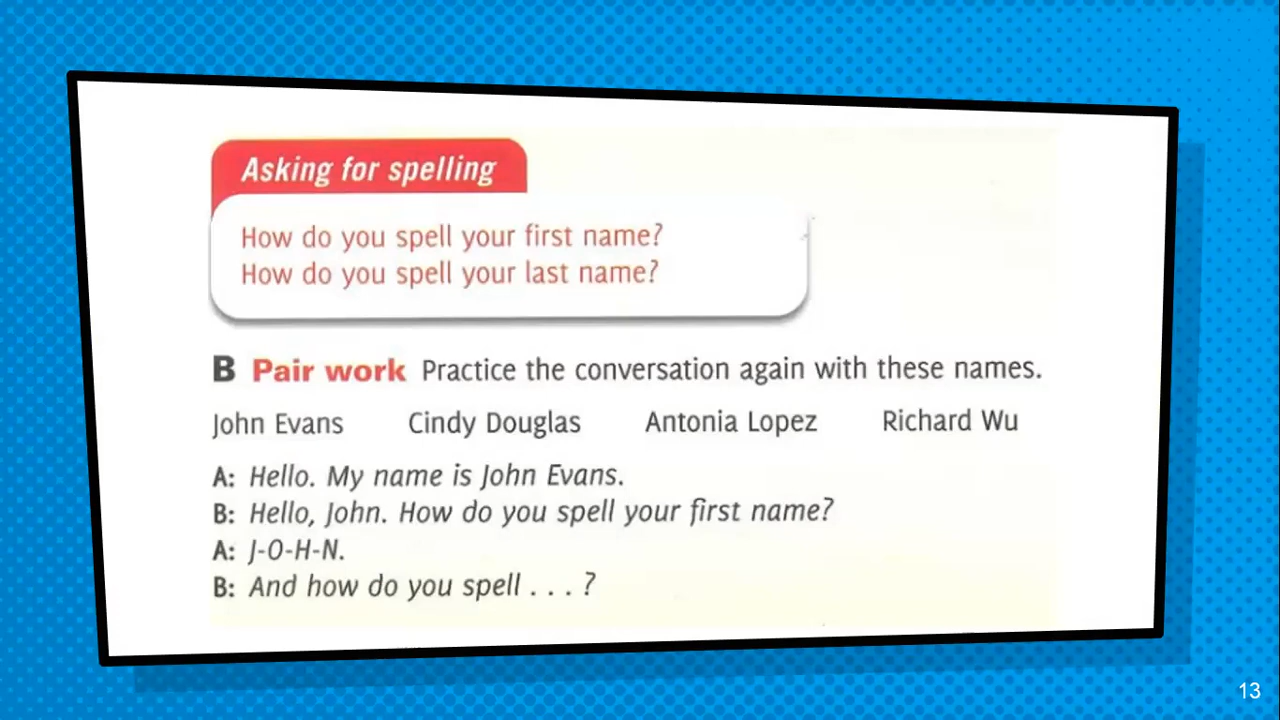 Asking for spelling
How do you spell your first name?
How do you spell your last name?
B Pair work Practice the conversation again with these names.
John Evans Cindy Douglas Antonia Lopez Richard Wu
A: Hello. My name is John Evans.
B: Hello, John. How do you spell your first name?
A: J-O-H-N.
B: And how do you spell . . . ?
13